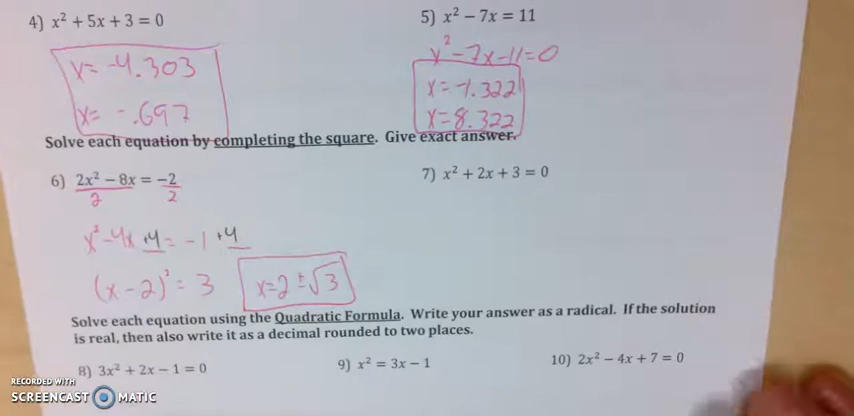 4) x² + 5x + 3 = 0
x = -4.303
x = -.697
5) x² − 7x = 11
x² - 7x - 11 = 0
x = -1.322
x = 8.322
Solve each equation by completing the square. Give exact answer.
6) 2x² − 8x = −2
2 2
x² - 4x + 4 = -1 + 4
(x - 2)² = 3
x = 2 ± √3
7) x² + 2x + 3 = 0
Solve each equation using the Quadratic Formula. Write your answer as a radical. If the solution
is real, then also write it as a decimal rounded to two places.
8) 3x² + 2x − 1 = 0
9) x² = 3x − 1
10) 2x² − 4x + 7 = 0
RECORDED WITH
SCREENCAST MATIC